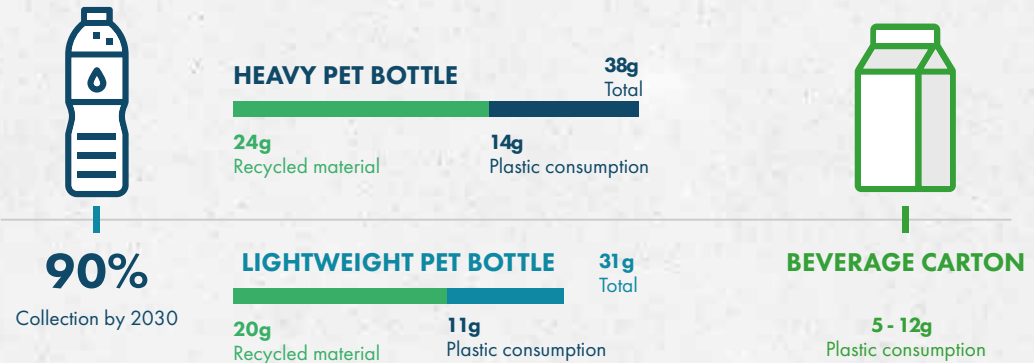 HEAVY PET BOTTLE
38g
Total
24g
Recycled material
14g
Plastic consumption
90%
Collection by 2030
LIGHTWEIGHT PET BOTTLE
31g
Total
20g
Recycled material
11g
Plastic consumption
BEVERAGE CARTON
5 - 12g
Plastic consumption